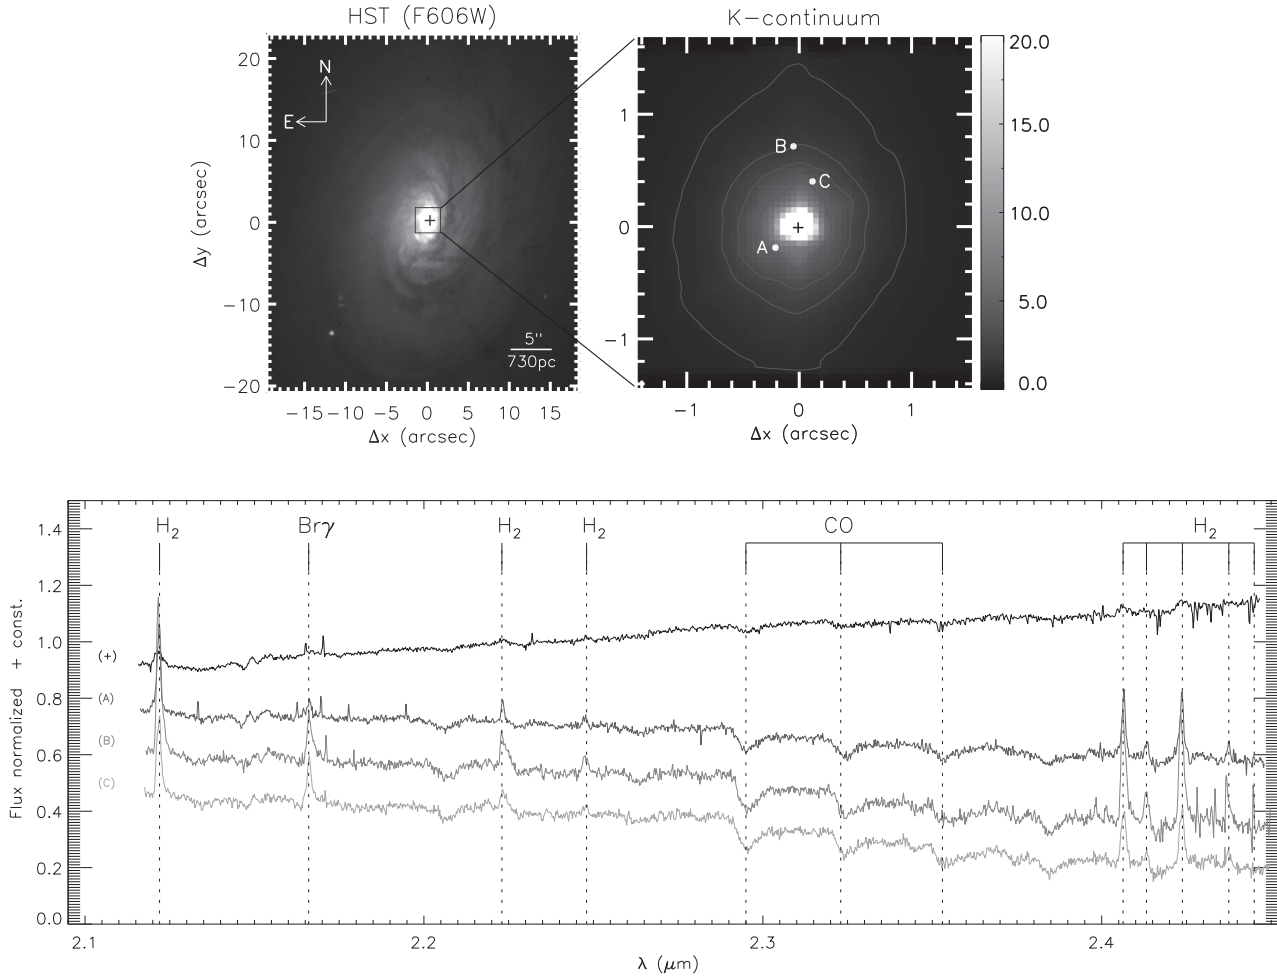 HST (F606W)
K-continuum
20
10
0
-10
-20
Δy (arcsec)
N
E
5"
730pc
-15 -10 -5 0 5 10 15
Δx (arcsec)
1
0
-1
B
C
A
-1 0 1
Δx (arcsec)
20.0
15.0
10.0
5.0
0.0
H₂ Brγ H₂ H₂ CO H₂
1.4
1.2
1.0
0.8
0.6
0.4
0.2
0.0
Flux normalized + const.
(+)
(A)
(B)
(C)
2.1 2.2 2.3 2.4
λ (μm)